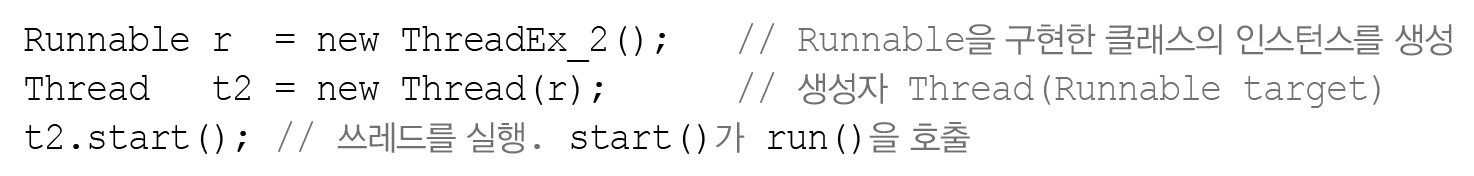 Runnable r  = new ThreadEx_2();   // Runnable을 구현한 클래스의 인스턴스를 생성
Thread   t2 = new Thread(r);      // 생성자 Thread(Runnable target)
t2.start(); // 쓰레드를 실행. start()가 run()을 호출